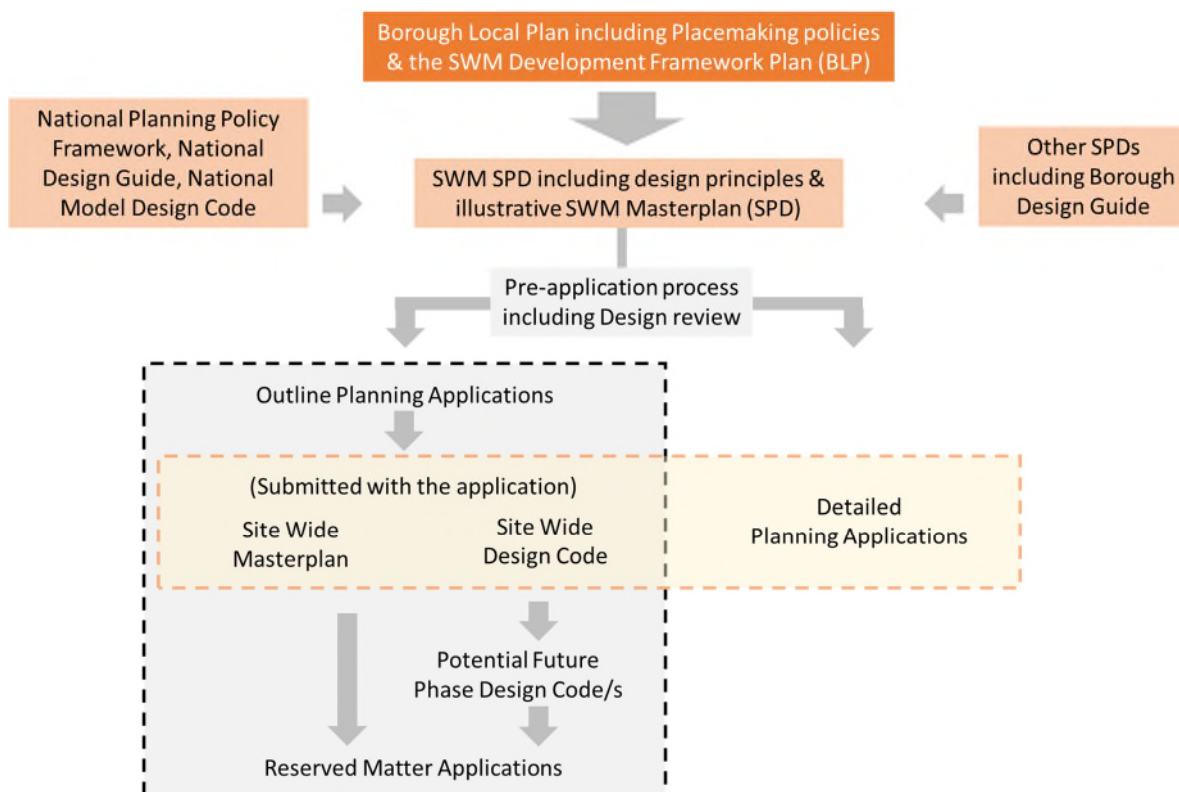 Borough Local Plan including Placemaking policies
& the SWM Development Framework Plan (BLP)
National Planning Policy
Framework, National
Design Guide, National
Model Design Code
SWM SPD including design principles &
illustrative SWM Masterplan (SPD)
Other SPDs
including Borough
Design Guide
Pre-application process
including Design review
Outline Planning Applications
(Submitted with the application)
Site Wide
Masterplan
Site Wide
Design Code
Detailed
Planning Applications
Potential Future
Phase Design Code/s
Reserved Matter Applications